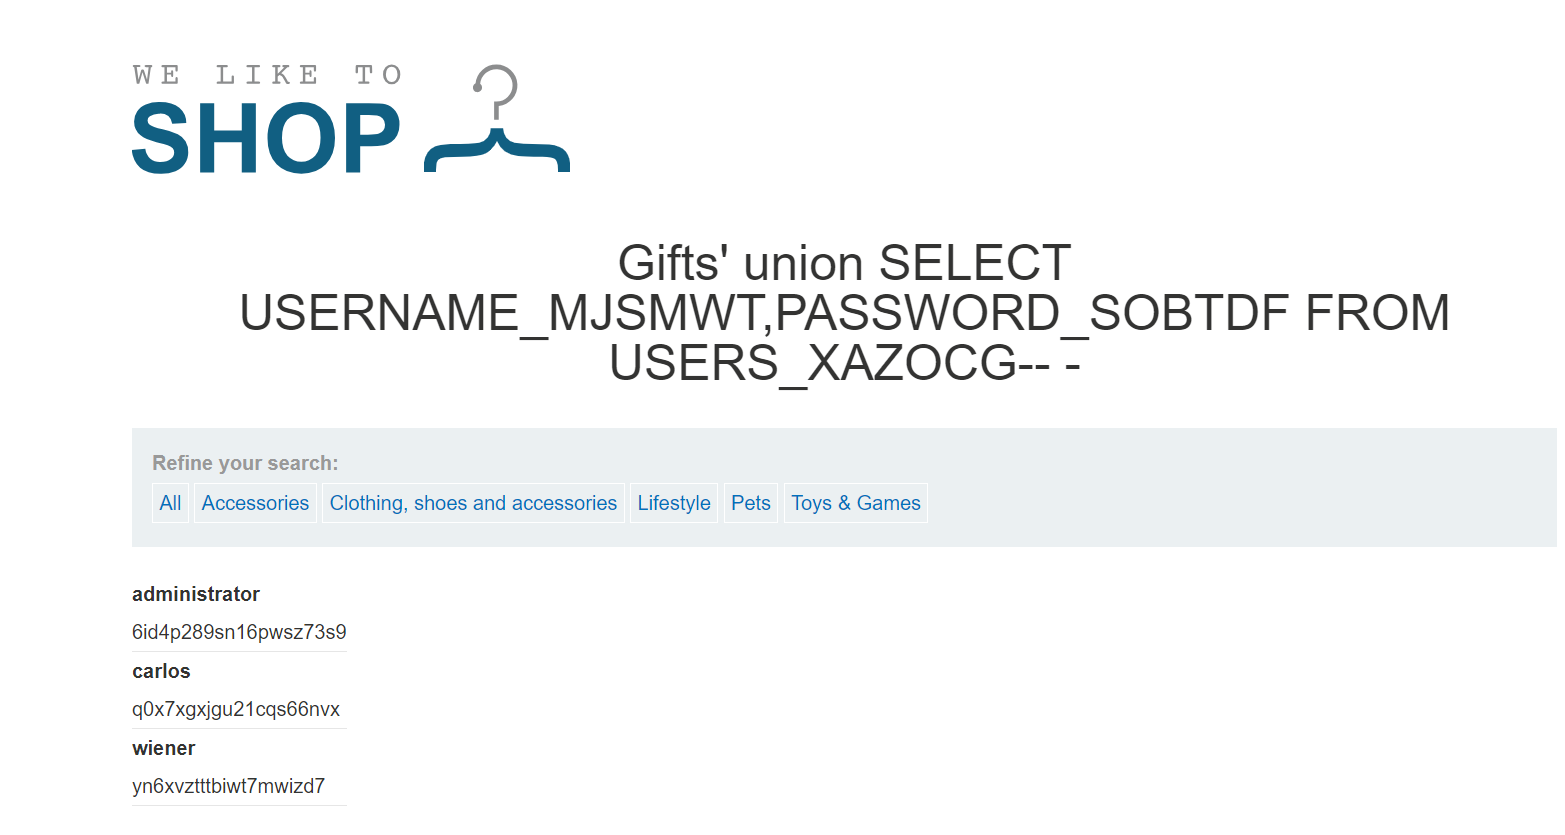 WE LIKE TO
SHOP
Gifts' union SELECT
USERNAME_MJSMWT,PASSWORD_SOBTDF FROM
USERS_XAZOCG-- -
Refine your search:
All Accessories Clothing, shoes and accessories Lifestyle Pets Toys & Games
administrator
6id4p289sn16pwsz73s9
carlos
q0x7xgxjgu21cqs66nvx
wiener
yn6xvztttbiwt7mwizd7